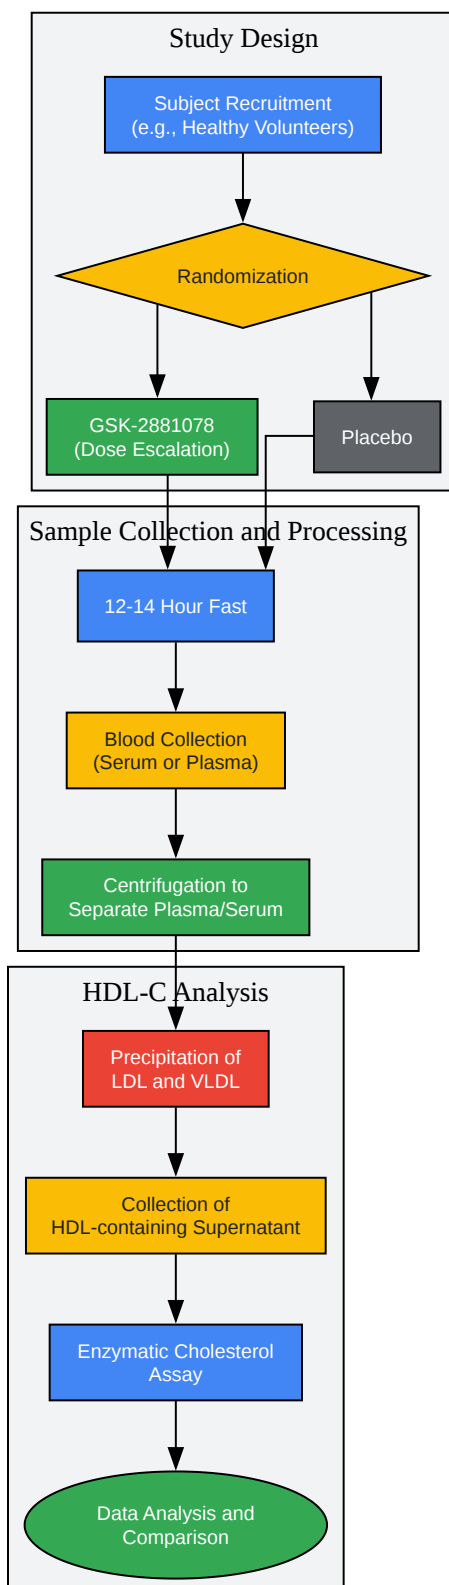 Study Design
Subject Recruitment
(e.g., Healthy Volunteers)
Randomization
GSK-2881078
(Dose Escalation)
Placebo
Sample Collection and Processing
12-14 Hour Fast
Blood Collection
(Serum or Plasma)
Centrifugation to
Separate Plasma/Serum
HDL-C Analysis
Precipitation of
LDL and VLDL
Collection of
HDL-containing Supernatant
Enzymatic Cholesterol
Assay
Data Analysis and
Comparison